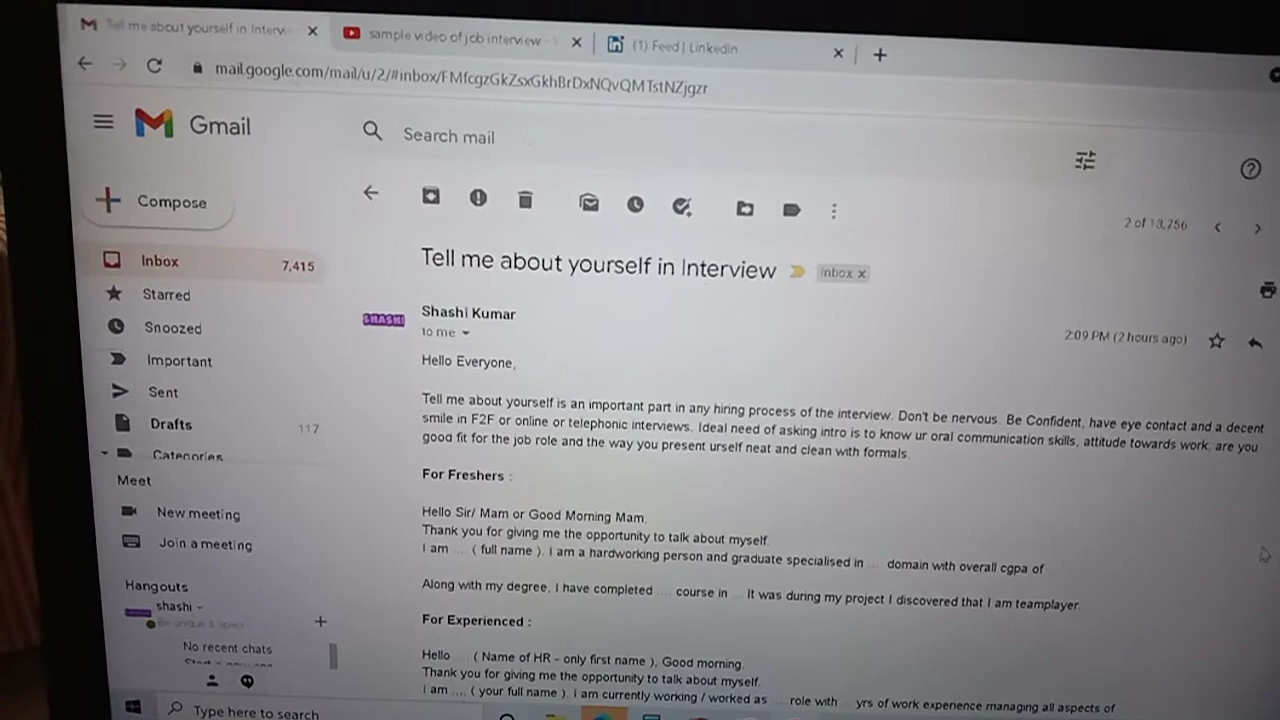 Tell me about yourself in Intervi
sample video of job interview -
(1) Feed | LinkedIn
mail.google.com/mail/u/2/#inbox/FMfcgzGkZsxGkhBrDxNQvQMTstNZjgzr
Gmail
Search mail
Compose
2 of 13,756
Inbox 7,415
Tell me about yourself in Interview
Inbox x
Starred
Snoozed
Important
Sent
Drafts 117
Categories
SHASHI
Shashi Kumar
to me
2:09 PM (2 hours ago)
Hello Everyone,
Tell me about yourself is an important part in any hiring process of the interview. Don't be nervous. Be Confident, have eye contact and a decent
smile in F2F or online or telephonic interviews. Ideal need of asking intro is to know ur oral communication skills, attitude towards work, are you
good fit for the job role and the way you present urself neat and clean with formals.
For Freshers :
Hello Sir/ Mam or Good Morning Mam,
Thank you for giving me the opportunity to talk about myself.
I am .... ( full name ). I am a hardworking person and graduate specialised in ... domain with overall cgpa of
Along with my degree, I have completed .... course in ... It was during my project I discovered that I am teamplayer.
For Experienced :
Hello .... ( Name of HR - only first name ), Good morning.
Thank you for giving me the opportunity to talk about myself.
I am .... ( your full name ). I am currently working / worked as ... role with ... yrs of work experience managing all aspects of
Meet
New meeting
Join a meeting
Hangouts
shashi
No recent chats
Type here to search